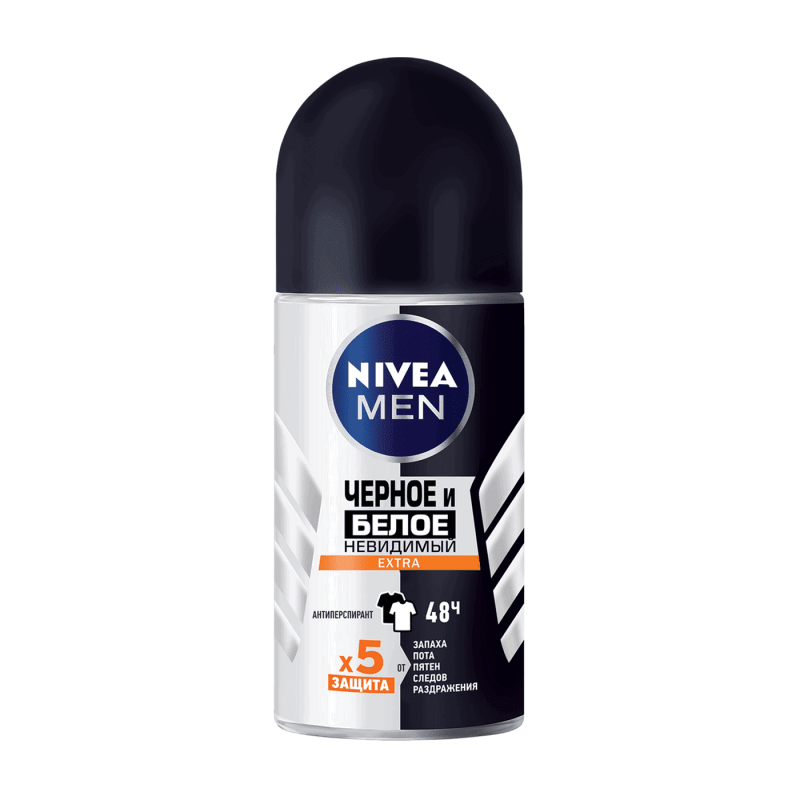 NIVEA
MEN
ЧЕРНОЕ и
БЕЛОЕ
НЕВИДИМЫЙ
EXTRA
АНТИПЕРСПИРАНТ 48Ч
x5
ЗАЩИТА
от
ЗАПАХА
ПОТА
ПЯТЕН
СЛЕДОВ
РАЗДРАЖЕНИЯ